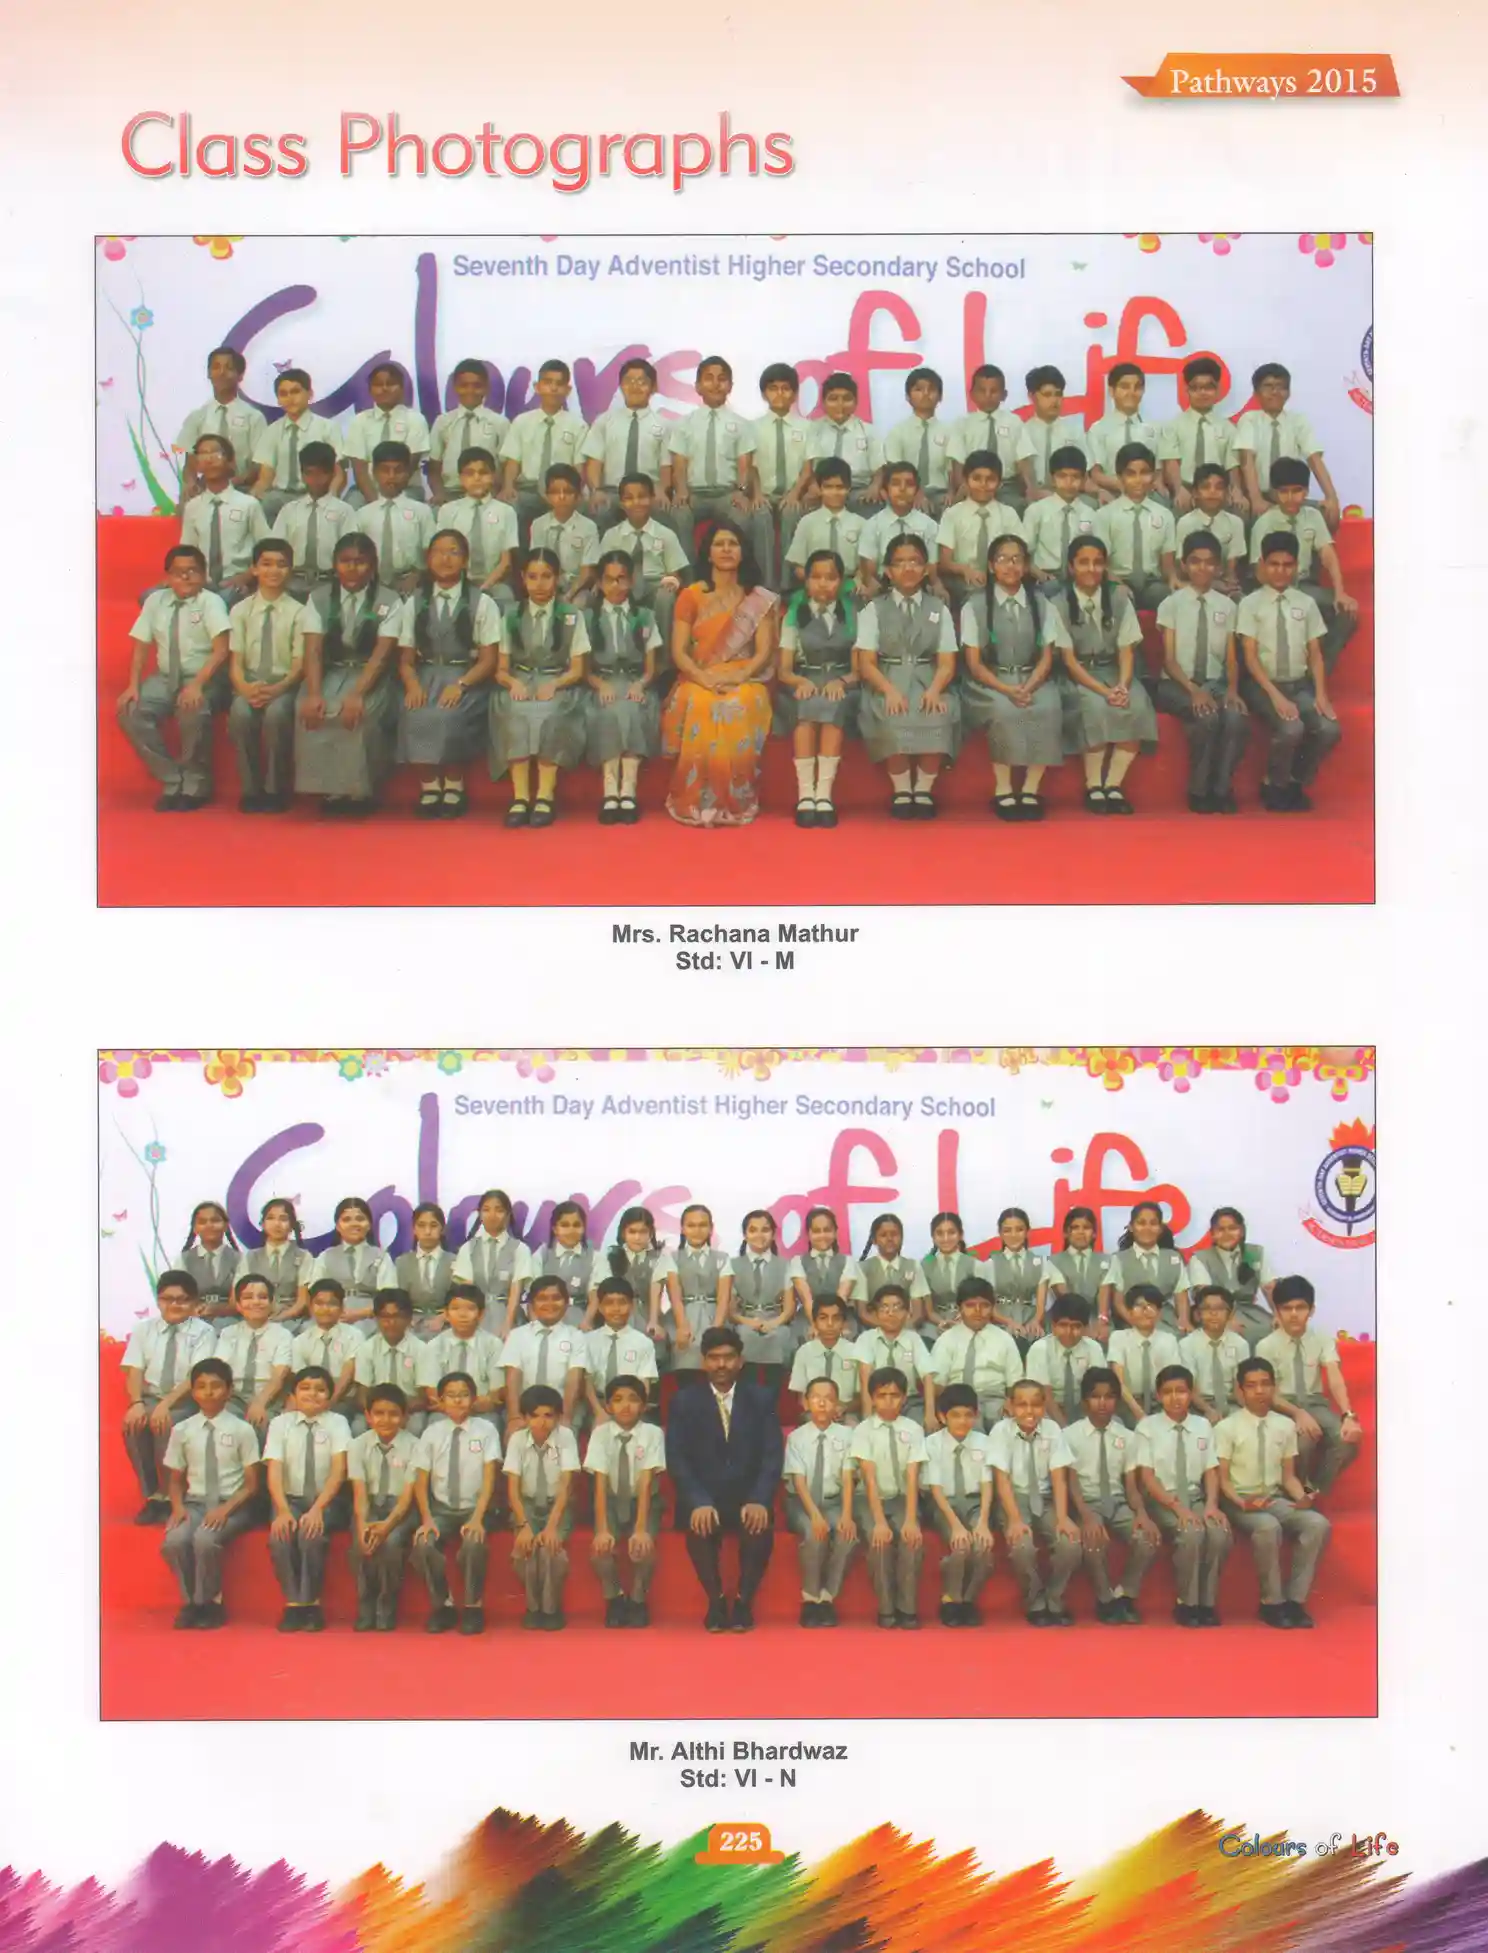 Pathways 2015
Class Photographs
Seventh Day Adventist Higher Secondary School
Colours of Life
Mrs. Rachana Mathur
Std: VI - M
Seventh Day Adventist Higher Secondary School
Colours of Life
Mr. Althi Bhardwaz
Std: VI - N
225
Colours of Life